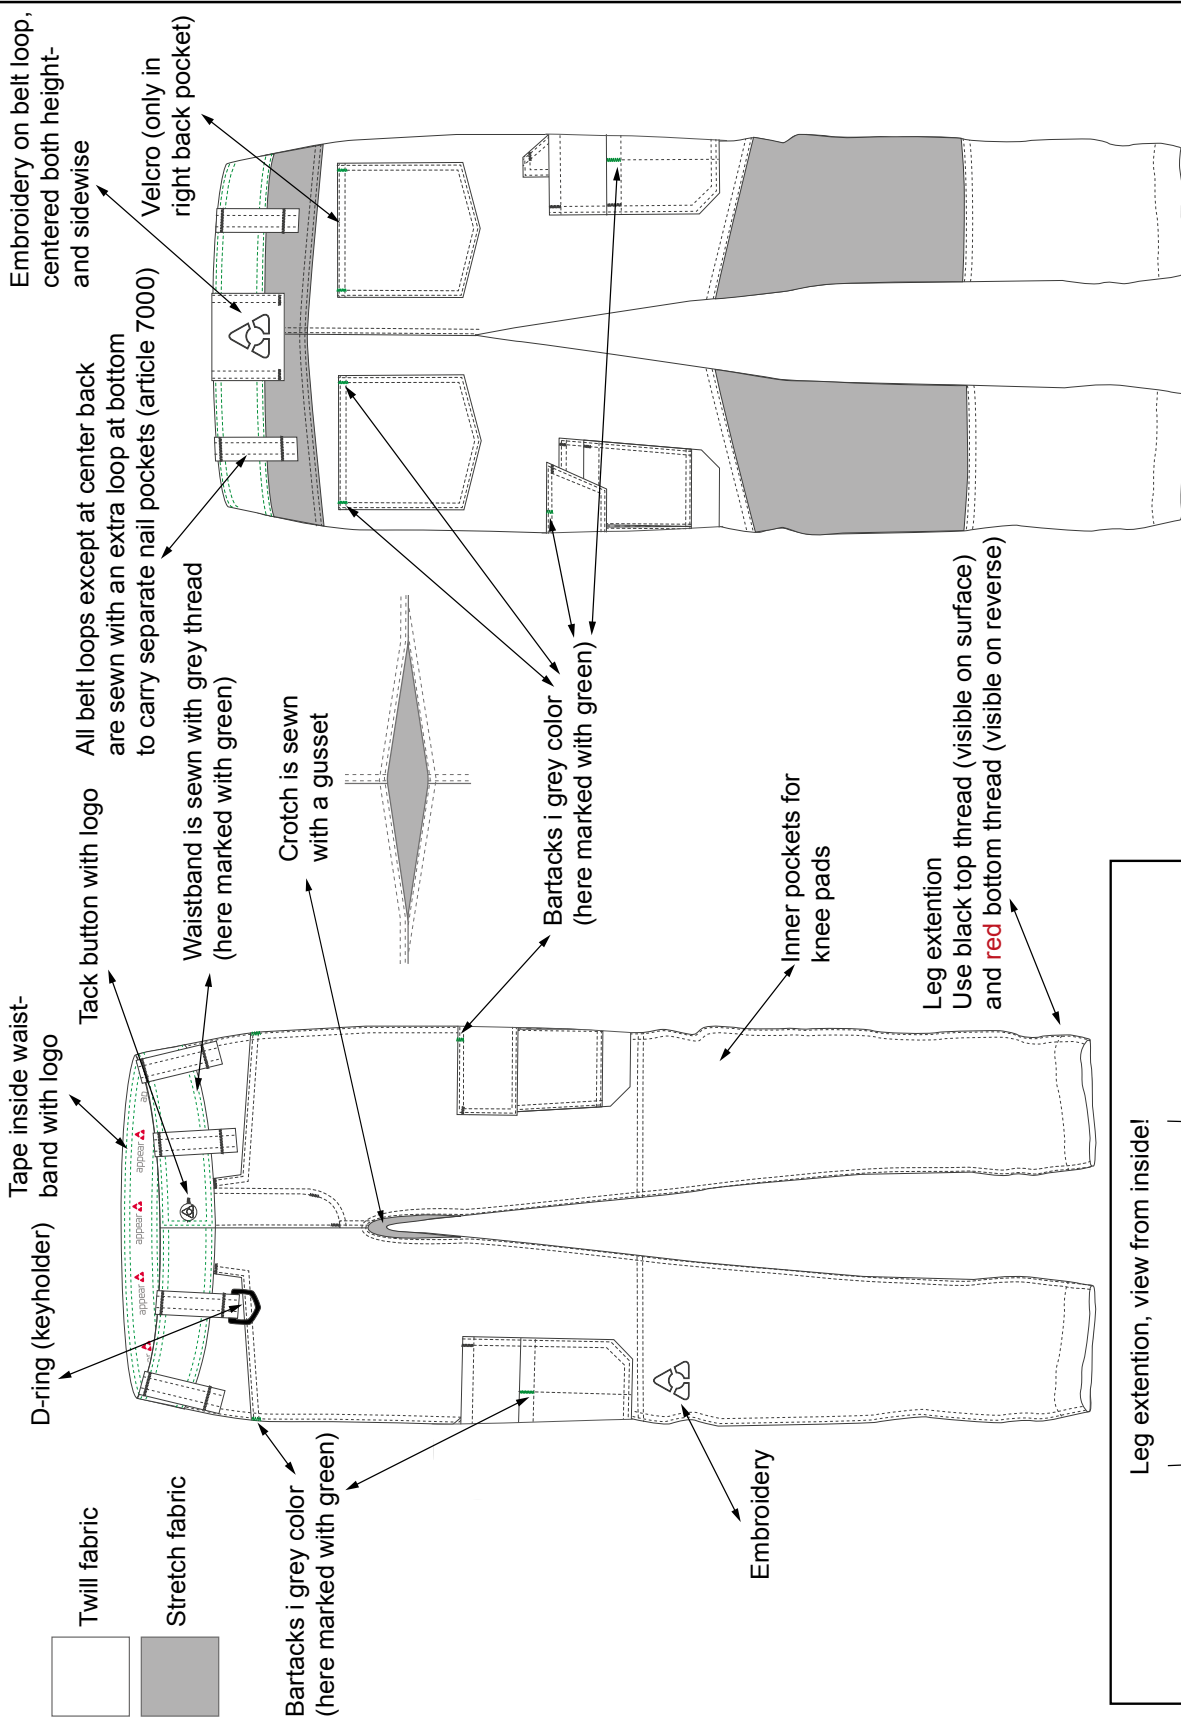 Twill fabric
Stretch fabric
D-ring (keyholder)
Tape inside waist-
band with logo
Tack button with logo
Waistband is sewn with grey thread
(here marked with green)
All belt loops except at center back
are sewn with an extra loop at bottom
to carry separate nail pockets (article 7000)
Embroidery on belt loop,
centered both height-
and sidewise
Velcro (only in
right back pocket)
appear
appear
appear
ap
Crotch is sewn
with a gusset
Bartacks i grey color
(here marked with green)
Bartacks i grey color
(here marked with green)
Embroidery
Inner pockets for
knee pads
Leg extention
Use black top thread (visible on surface)
and red bottom thread (visible on reverse)
Leg extention, view from inside!